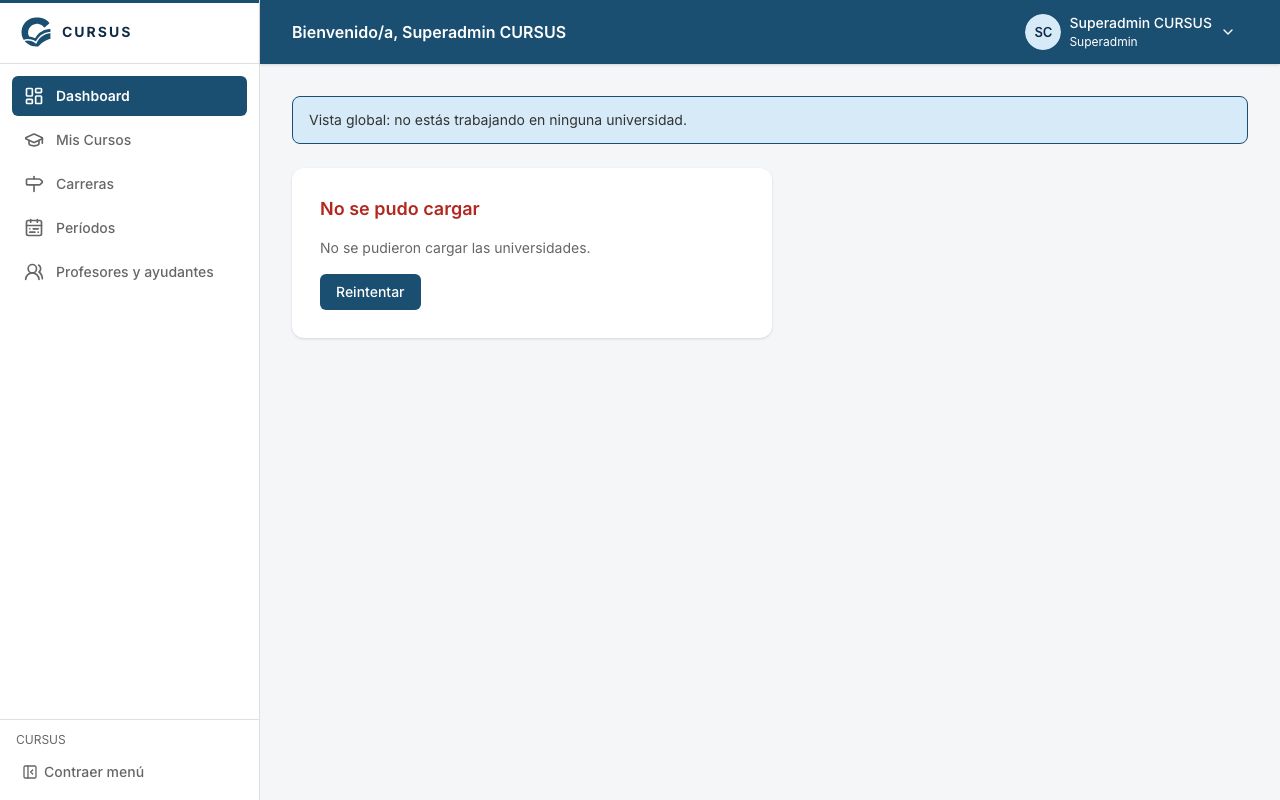 CURSUS
Bienvenido/a, Superadmin CURSUS
SC
Superadmin CURSUS
Superadmin
Dashboard
Mis Cursos
Carreras
Períodos
Profesores y ayudantes
Vista global: no estás trabajando en ninguna universidad.
No se pudo cargar
No se pudieron cargar las universidades.
Reintentar
CURSUS
Contraer menú